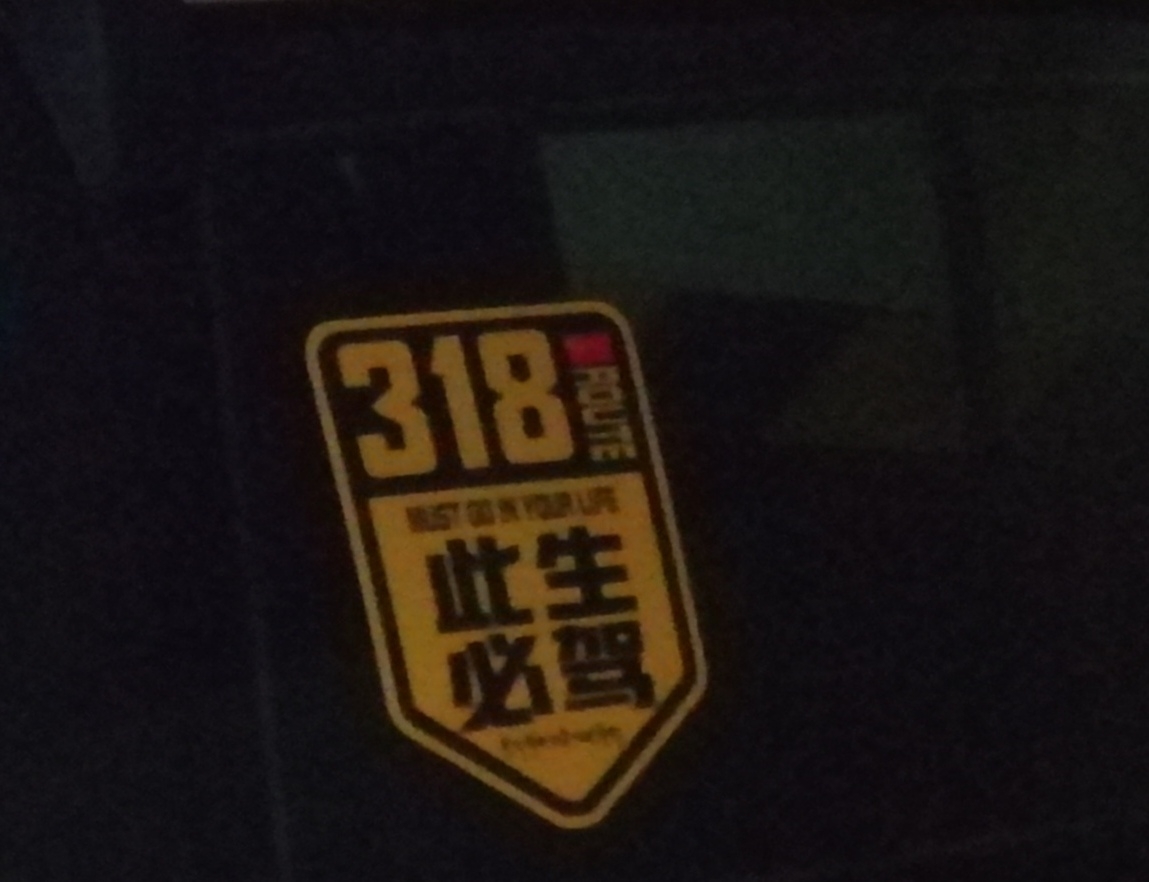 318 ROUTE
MUST GO IN YOUR LIFE
此生
必驾